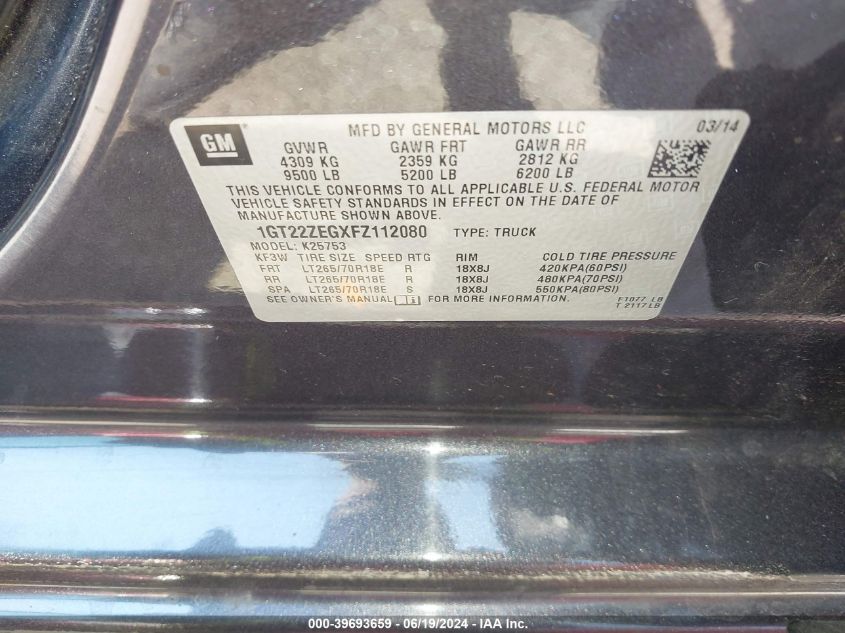 GM
MFD BY GENERAL MOTORS LLC 03/14
GVWR GAWR FRT GAWR RR
4309 KG 2359 KG 2812 KG
9500 LB 5200 LB 6200 LB
THIS VEHICLE CONFORMS TO ALL APPLICABLE U.S. FEDERAL MOTOR
VEHICLE SAFETY STANDARDS IN EFFECT ON THE DATE OF
MANUFACTURE SHOWN ABOVE.
1GT22ZEGXFZ112080 TYPE: TRUCK
MODEL: K25753
KF3W TIRE SIZE SPEED RTG RIM COLD TIRE PRESSURE
FRT LT265/70R18E R 18X8J 420KPA(60PSI)
RR LT265/70R18E R 18X8J 480KPA(70PSI)
SPA LT265/70R18E S 18X8J 550KPA(80PSI)
SEE OWNER'S MANUAL FOR MORE INFORMATION. F1077 LB
T 2117LB
000-39693659 - 06/19/2024 - IAA Inc.